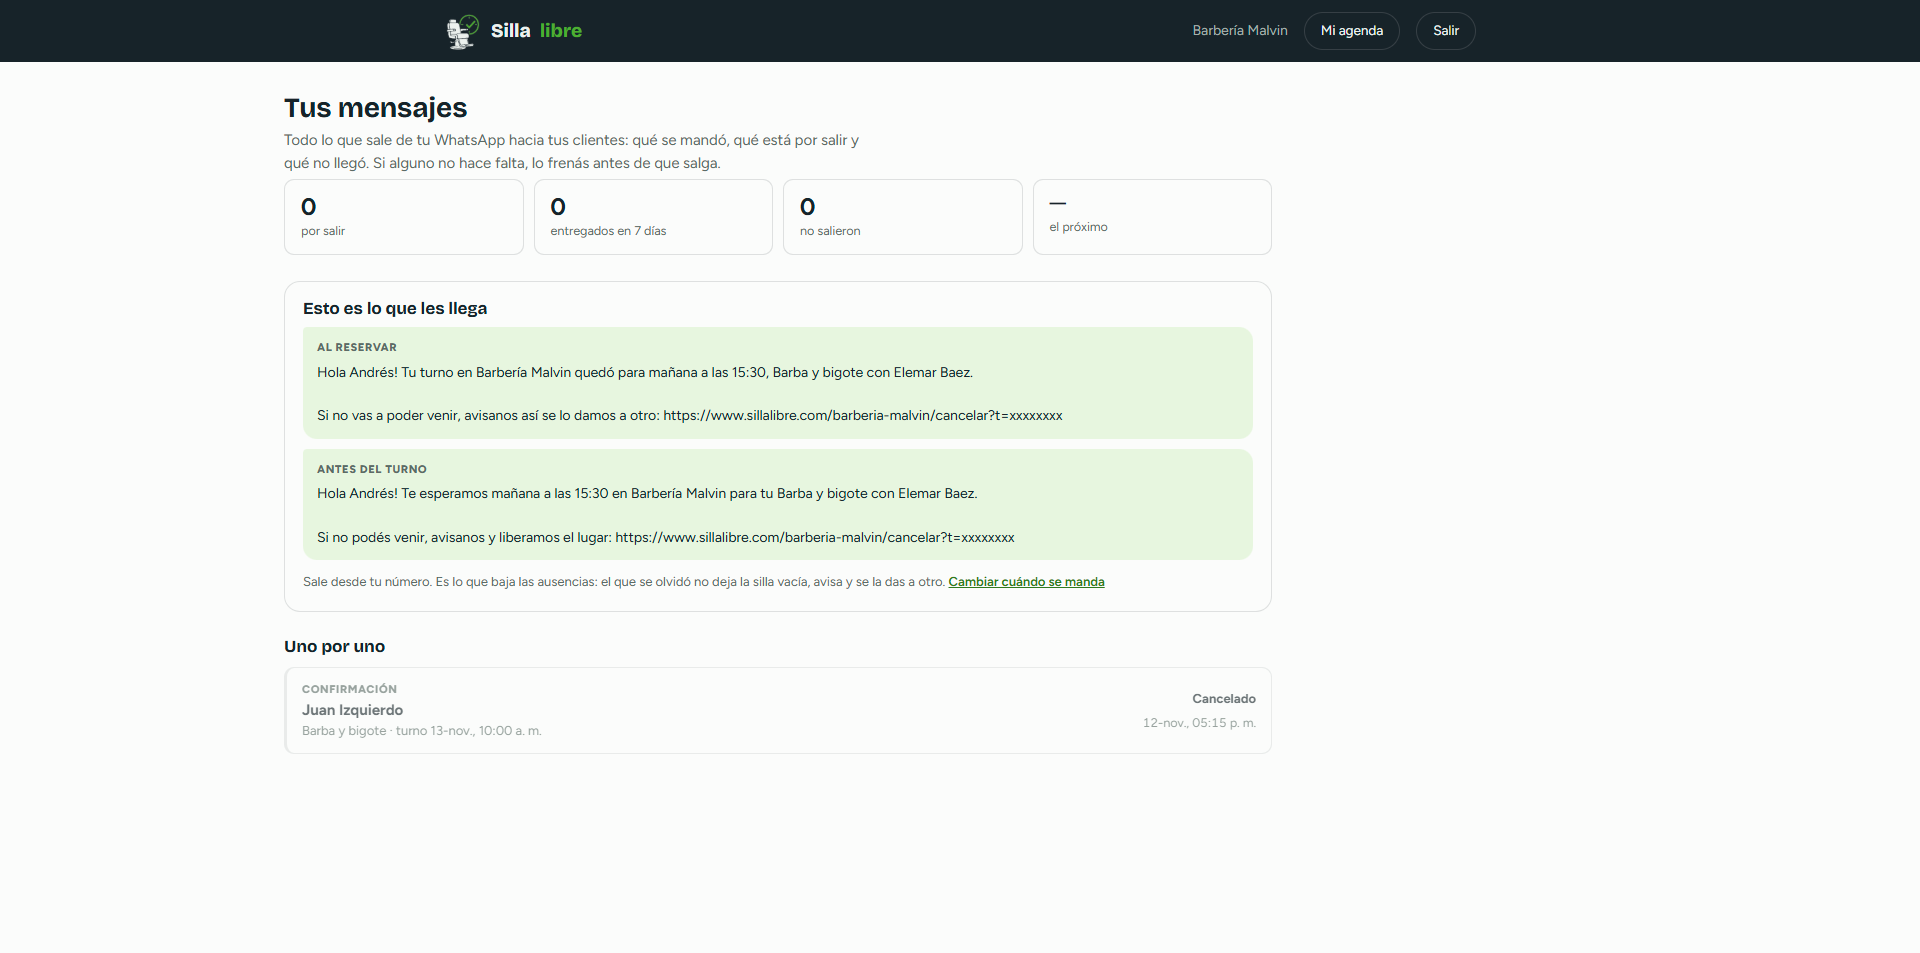 Silla libre
Barbería Malvin
Mi agenda
Salir
Tus mensajes
Todo lo que sale de tu WhatsApp hacia tus clientes: qué se mandó, qué está por salir y
qué no llegó. Si alguno no hace falta, lo frenás antes de que salga.
0
por salir
0
entregados en 7 días
0
no salieron
—
el próximo
Esto es lo que les llega
AL RESERVAR
Hola Andrés! Tu turno en Barbería Malvin quedó para mañana a las 15:30, Barba y bigote con Elemar Baez.
Si no vas a poder venir, avisanos así se lo damos a otro: https://www.sillalibre.com/barberia-malvin/cancelar?t=xxxxxxxx
ANTES DEL TURNO
Hola Andrés! Te esperamos mañana a las 15:30 en Barbería Malvin para tu Barba y bigote con Elemar Baez.
Si no podés venir, avisanos y liberamos el lugar: https://www.sillalibre.com/barberia-malvin/cancelar?t=xxxxxxxx
Sale desde tu número. Es lo que baja las ausencias: el que se olvidó no deja la silla vacía, avisa y se la das a otro. Cambiar cuándo se manda
Uno por uno
CONFIRMACIÓN
Juan Izquierdo
Barba y bigote · turno 13-nov., 10:00 a. m.
Cancelado
12-nov., 05:15 p. m.